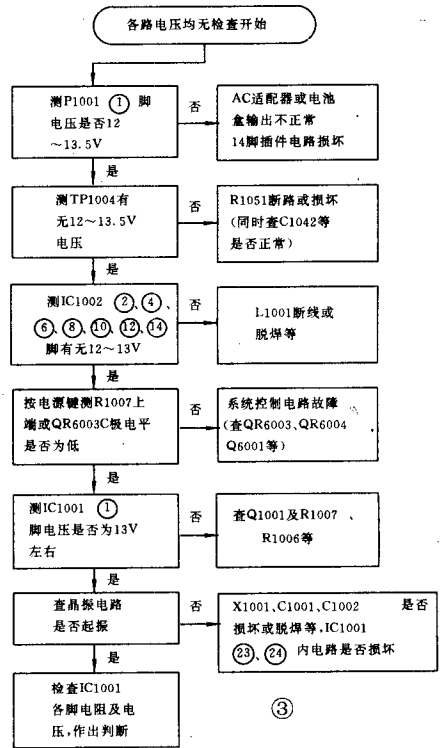 各路电压均无检查开始
测P1001 ① 脚
电压是否12
～13.5V
否
AC适配器或电池
盒输出不正常
14脚插件电路损坏
是
测TP1004有
无12～13.5V
电压
否
R1051断路或损坏
(同时查C1042等
是否正常)
是
测IC1002 ②、④、
⑥、⑧、⑩、⑫、⑭
脚有无12～13V
否
L1001断线或
脱焊等
是
按电源键测R1007上
端或QR6003C极电平
是否为低
否
系统控制电路故障
(查QR6003、QR6004
Q6001等)
是
测IC1001 ①
脚电压是否为13V
左右
否
查Q1001及R1007、
R1006等
是
查晶振电路
是否起振
否
X1001、C1001、C1002 是否
损坏或脱焊等,IC1001
㉓、㉔ 内电路是否损坏
是
检查IC1001
各脚电阻及电
压,作出判断
③